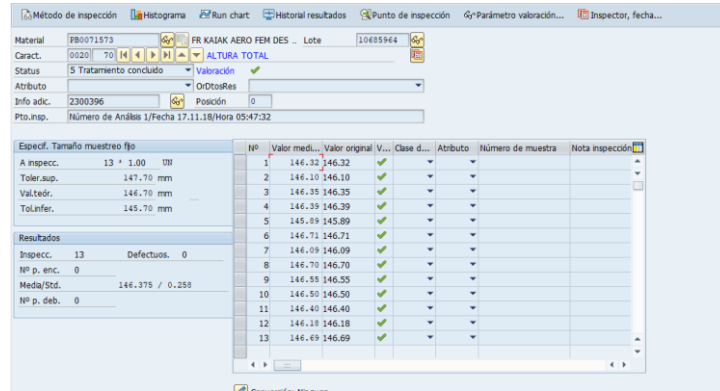 Método de inspección Histograma Run chart Historial resultados Punto de inspección Parámetro valoración... Inspector, fecha...
Material PB0071573 FR KAIAK AERO FEM DES _ Lote 10685964
Caract. 0020 70 ALTURA TOTAL
Status 5 Tratamiento concluido Valoración
Atributo OrDtosRes
Info adic. 2300396 Posición 0
Pto.insp. Número de Análisis 1/Fecha 17.11.18/Hora 05:47:32
Especif. Tamaño muestreo fijo
A inspecc. 13 * 1.00 UN
Toler.sup. 147.70 mm
Val.teór. 146.70 mm
Tol.infer. 145.70 mm
Resultados
Inspecc. 13 Defectuos. 0
Nº p. enc. 0
Media/Std. 146.375 / 0.258
Nº p. deb. 0
Nº Valor medi... Valor original V... Clase d... Atributo Número de muestra Nota inspección
1 146.32 146.32
2 146.10 146.10
3 146.35 146.35
4 146.39 146.39
5 145.89 145.89
6 146.71 146.71
7 146.09 146.09
8 146.70 146.70
9 146.55 146.55
10 146.50 146.50
11 146.40 146.40
12 146.18 146.18
13 146.69 146.69